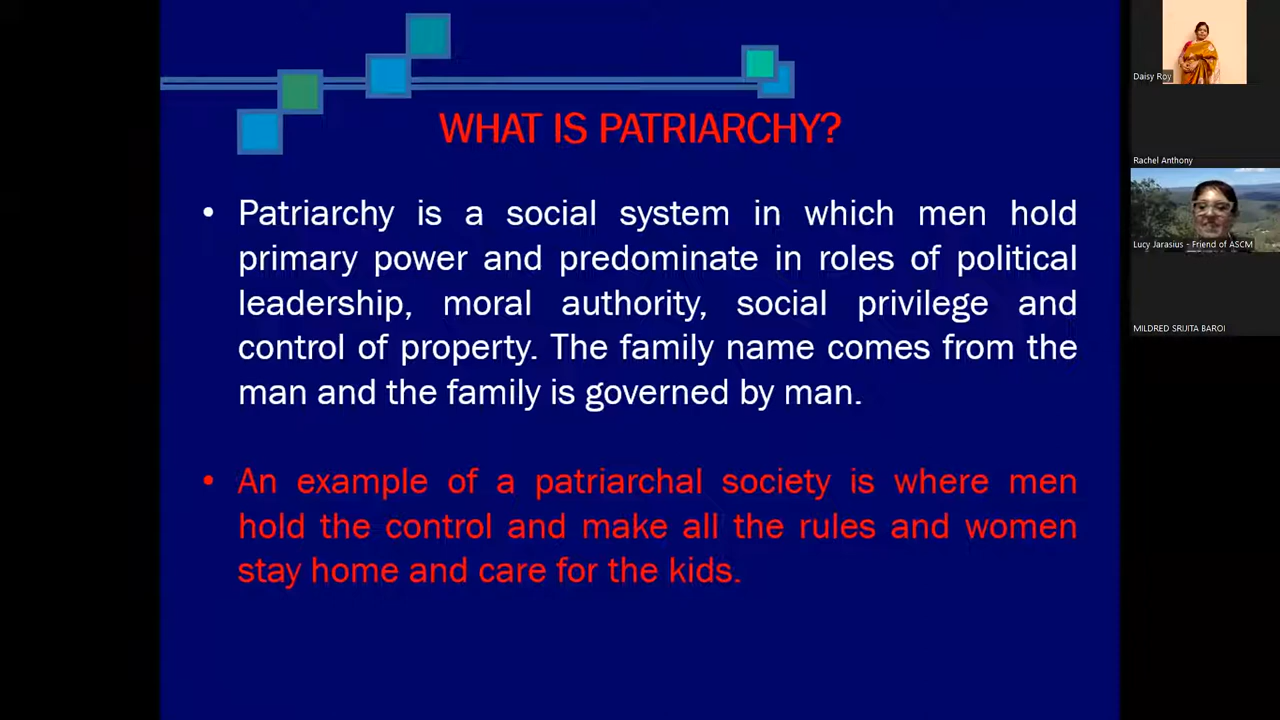 WHAT IS PATRIARCHY?
• Patriarchy is a social system in which men hold
primary power and predominate in roles of political
leadership, moral authority, social privilege and
control of property. The family name comes from the
man and the family is governed by man.
• An example of a patriarchal society is where men
hold the control and make all the rules and women
stay home and care for the kids.
Daisy Roy
Rachel Anthony
Lucy Jarasius - Friend of ASCM
MILDRED SRIJITA BAROI